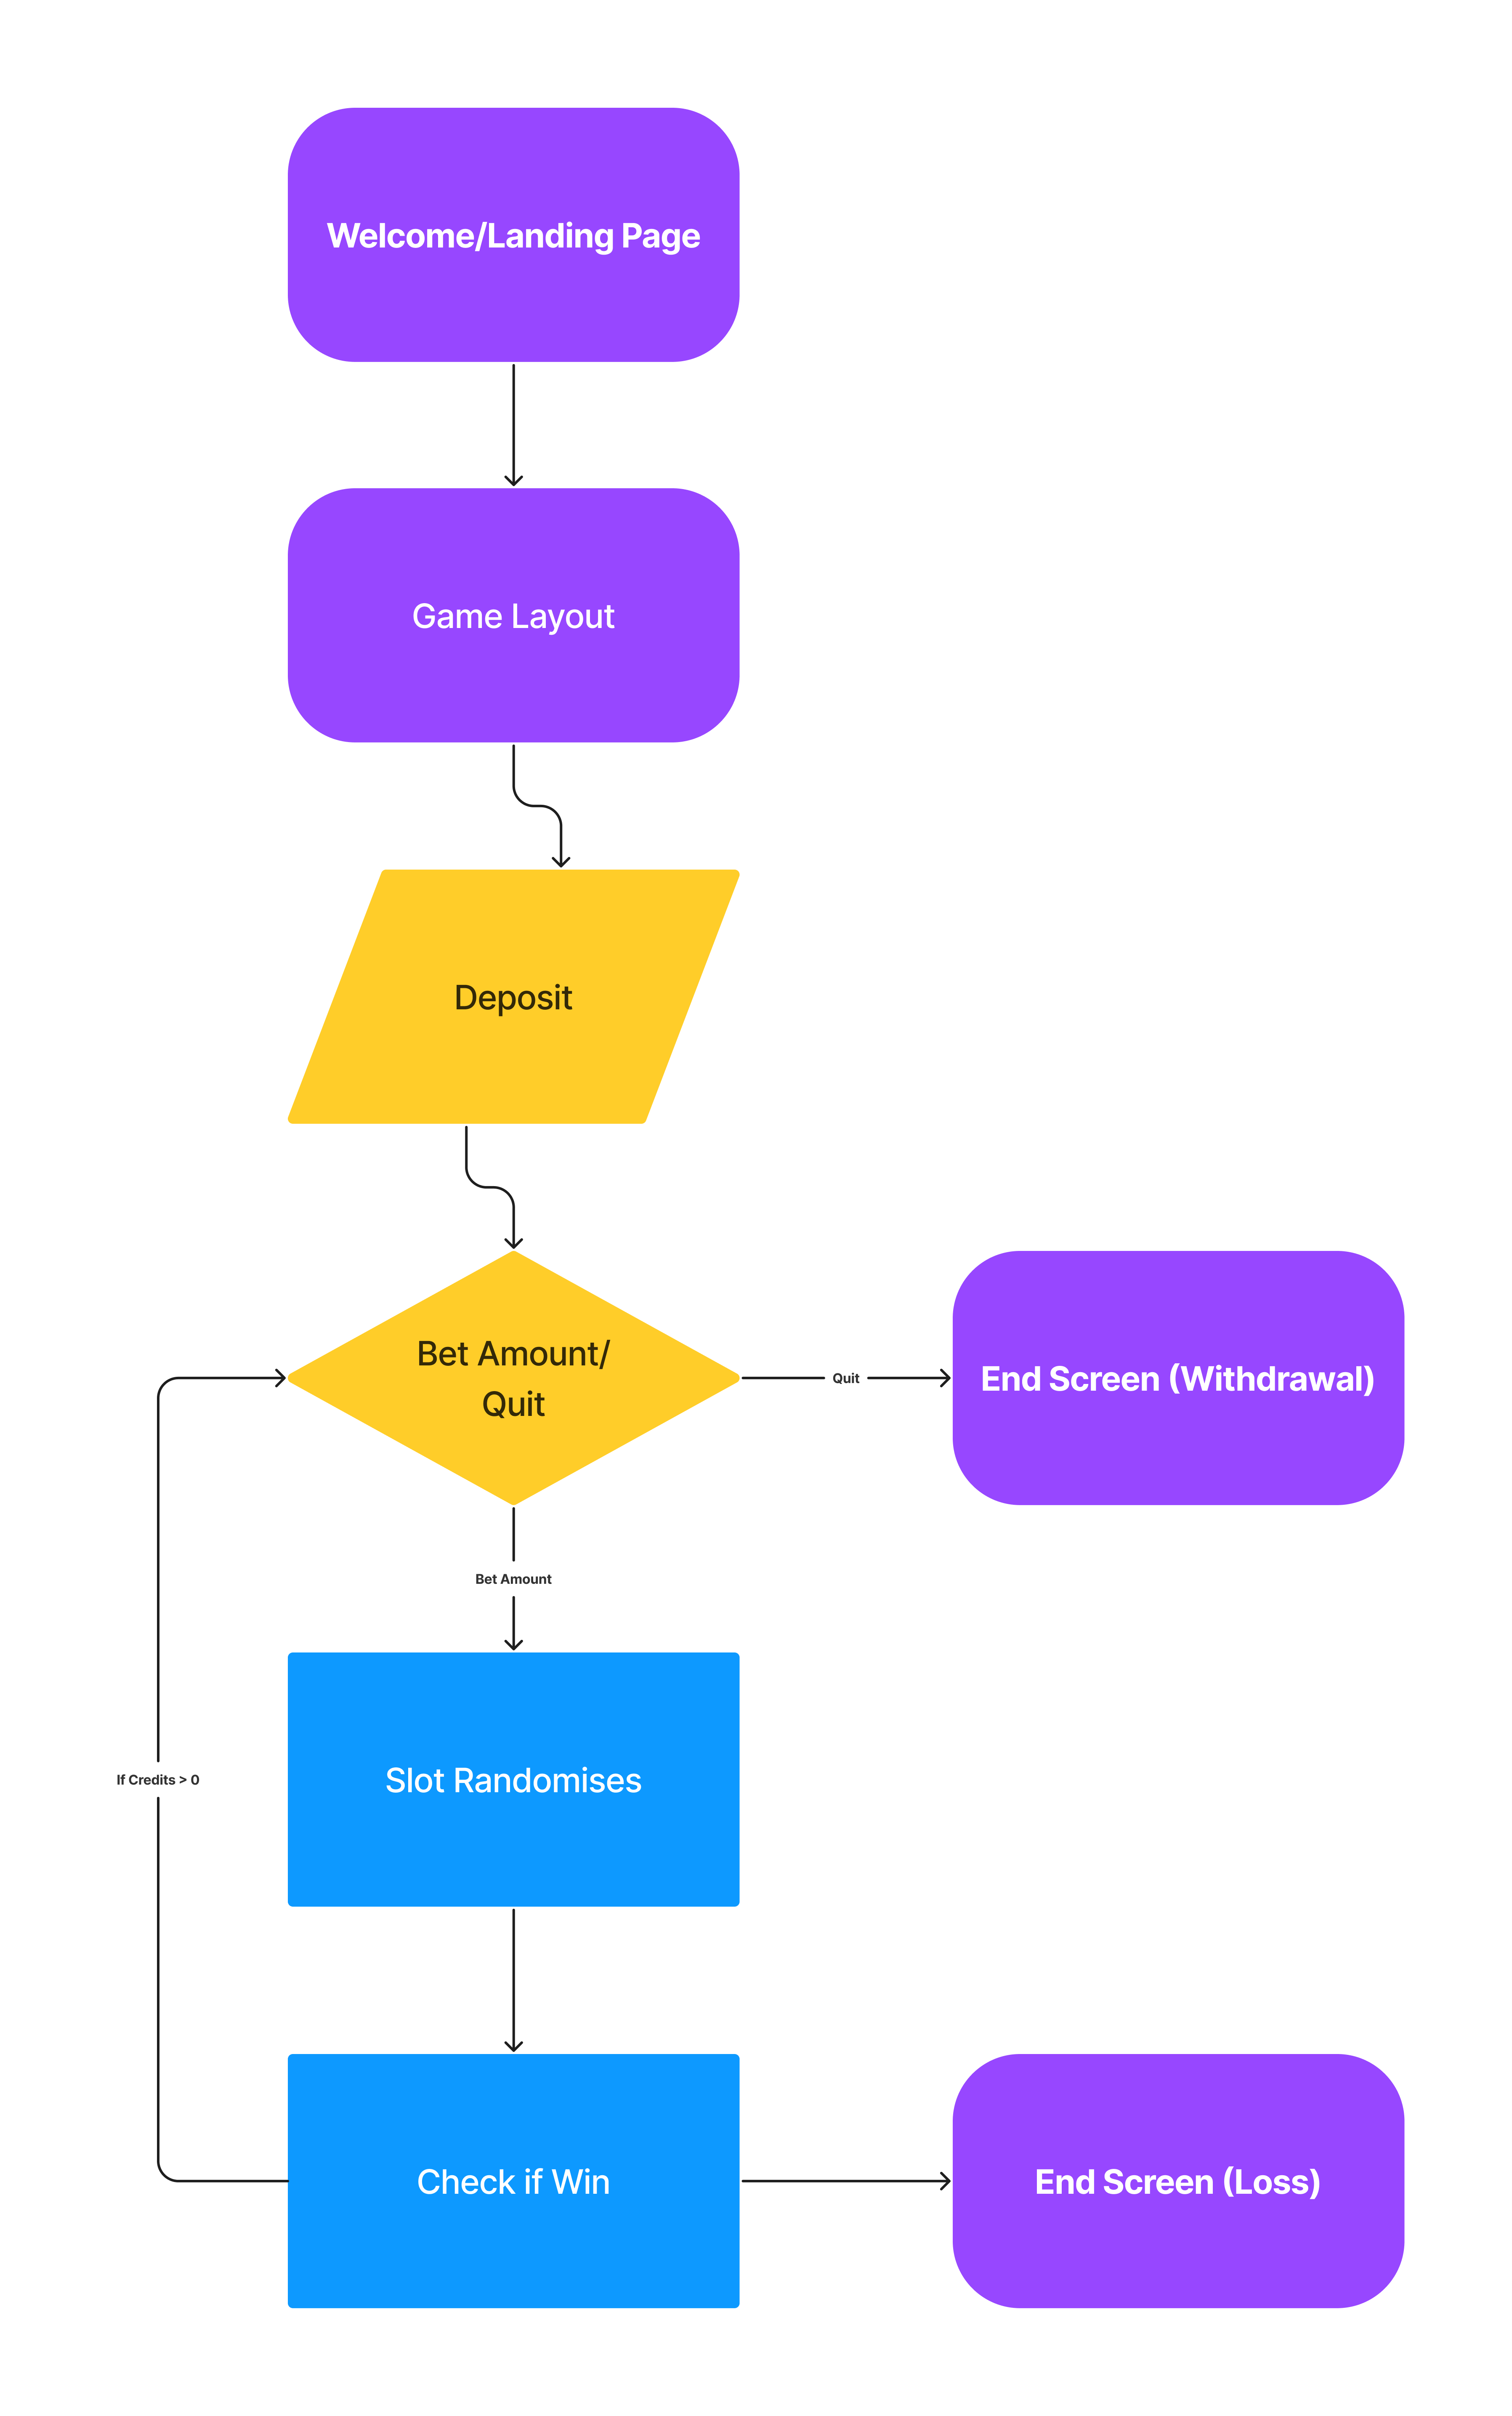 Welcome/Landing Page
Game Layout
Deposit
Bet Amount/
Quit
Quit
End Screen (Withdrawal)
Bet Amount
Slot Randomises
If Credits > 0
Check if Win
End Screen (Loss)